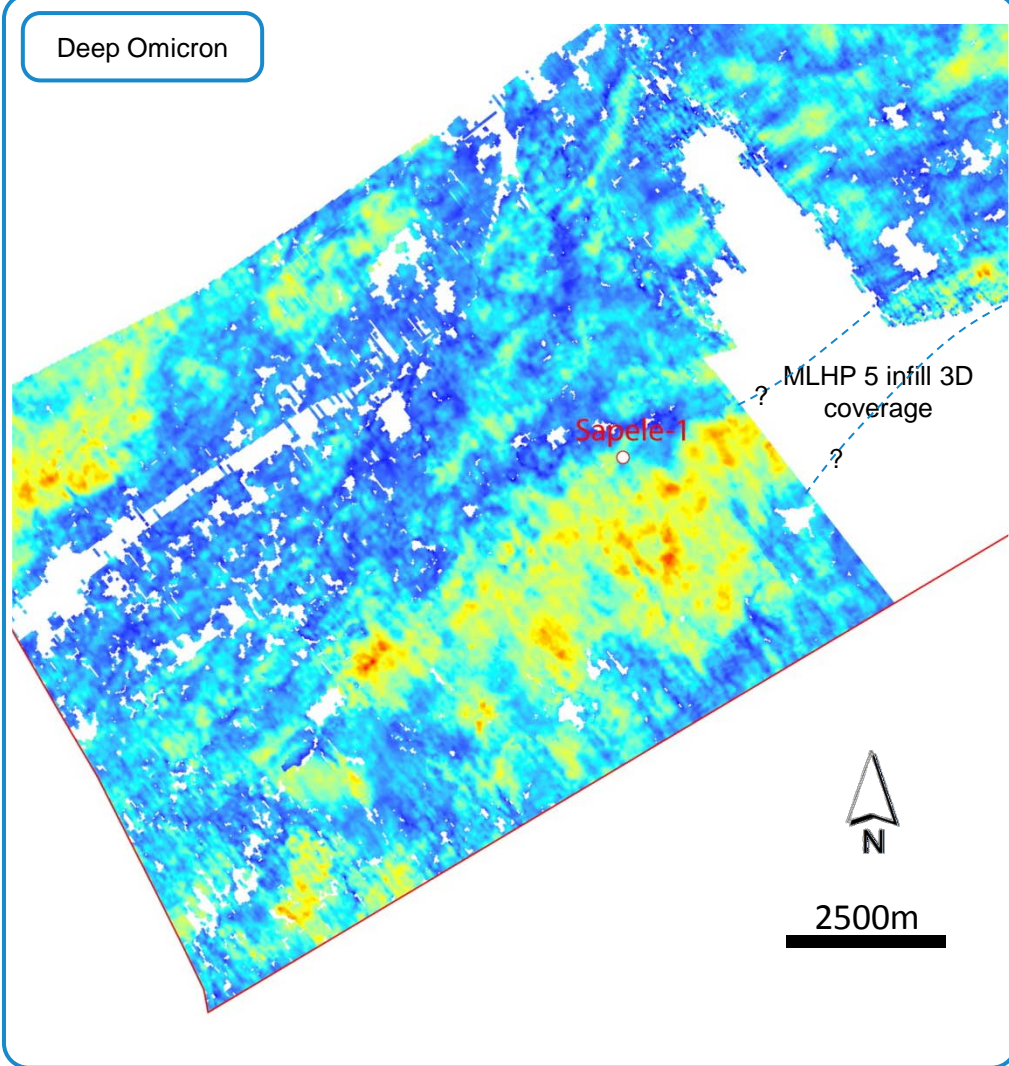 Deep Omicron
MLHP 5 infill 3D
?
coverage
Sapele-1
?
N
2500m